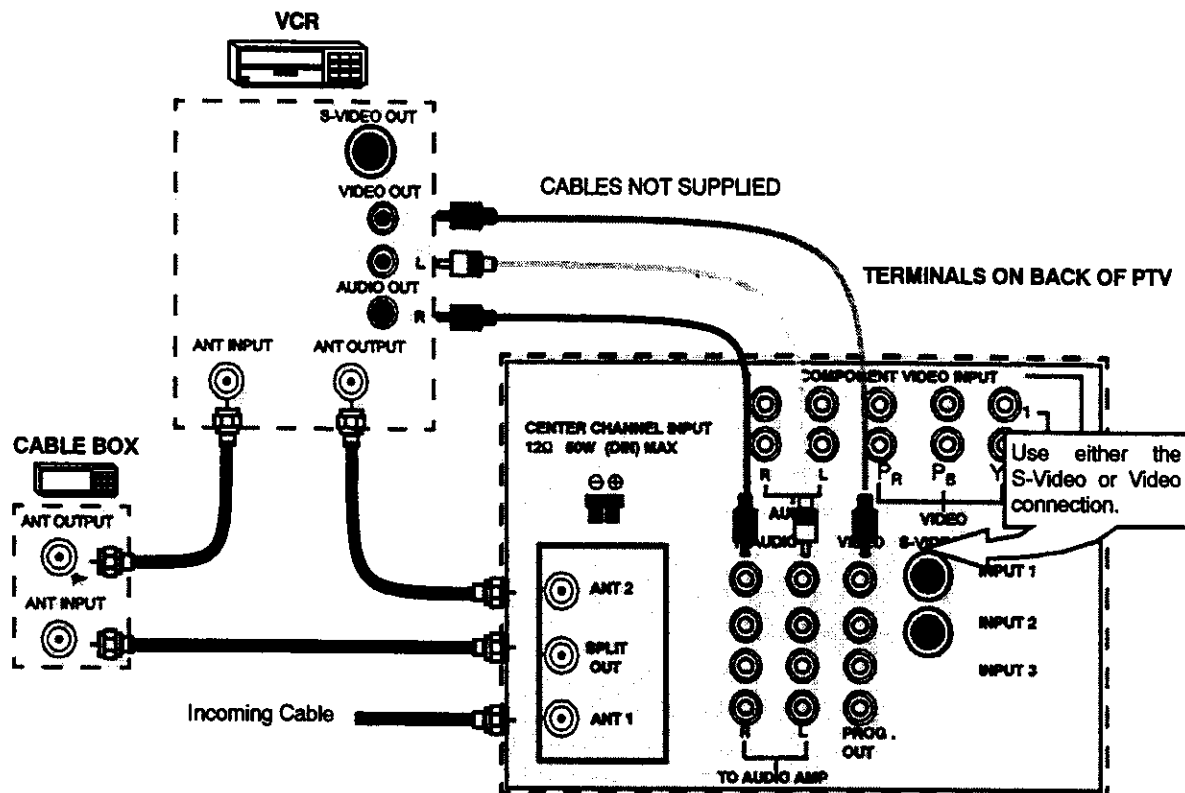 VCR
S-VIDEO OUT
VIDEO OUT
L
AUDIO OUT
R
ANT INPUT
ANT OUTPUT
CABLES NOT SUPPLIED
TERMINALS ON BACK OF PTV
CABLE BOX
ANT OUTPUT
ANT INPUT
Incoming Cable
COMPONENT VIDEO INPUT
1
CENTER CHANNEL INPUT
12Ω 60W (DIN) MAX
R
L
PR
PB
Y
VIDEO
Use either the
S-Video or Video
connection.
AUDIO
ANT 2
SPLIT
OUT
ANT 1
INPUT 1
INPUT 2
INPUT 3
R
L
PROG.
OUT
TO AUDIO AMP